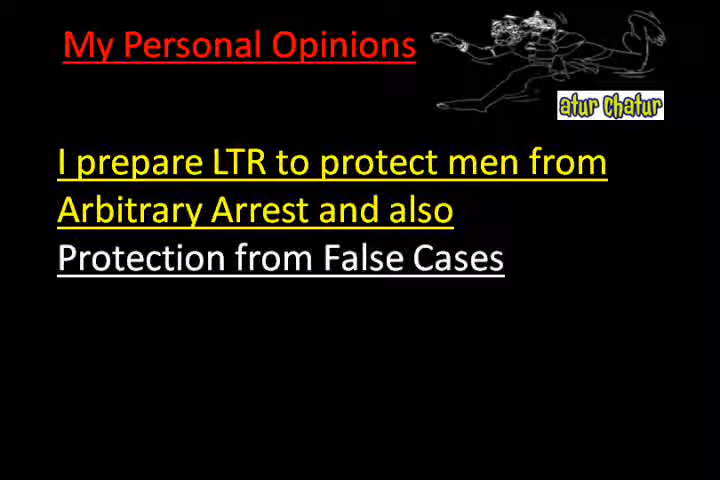 My Personal Opinions
atur chatur
I prepare LTR to protect men from
Arbitrary Arrest and also
Protection from False Cases